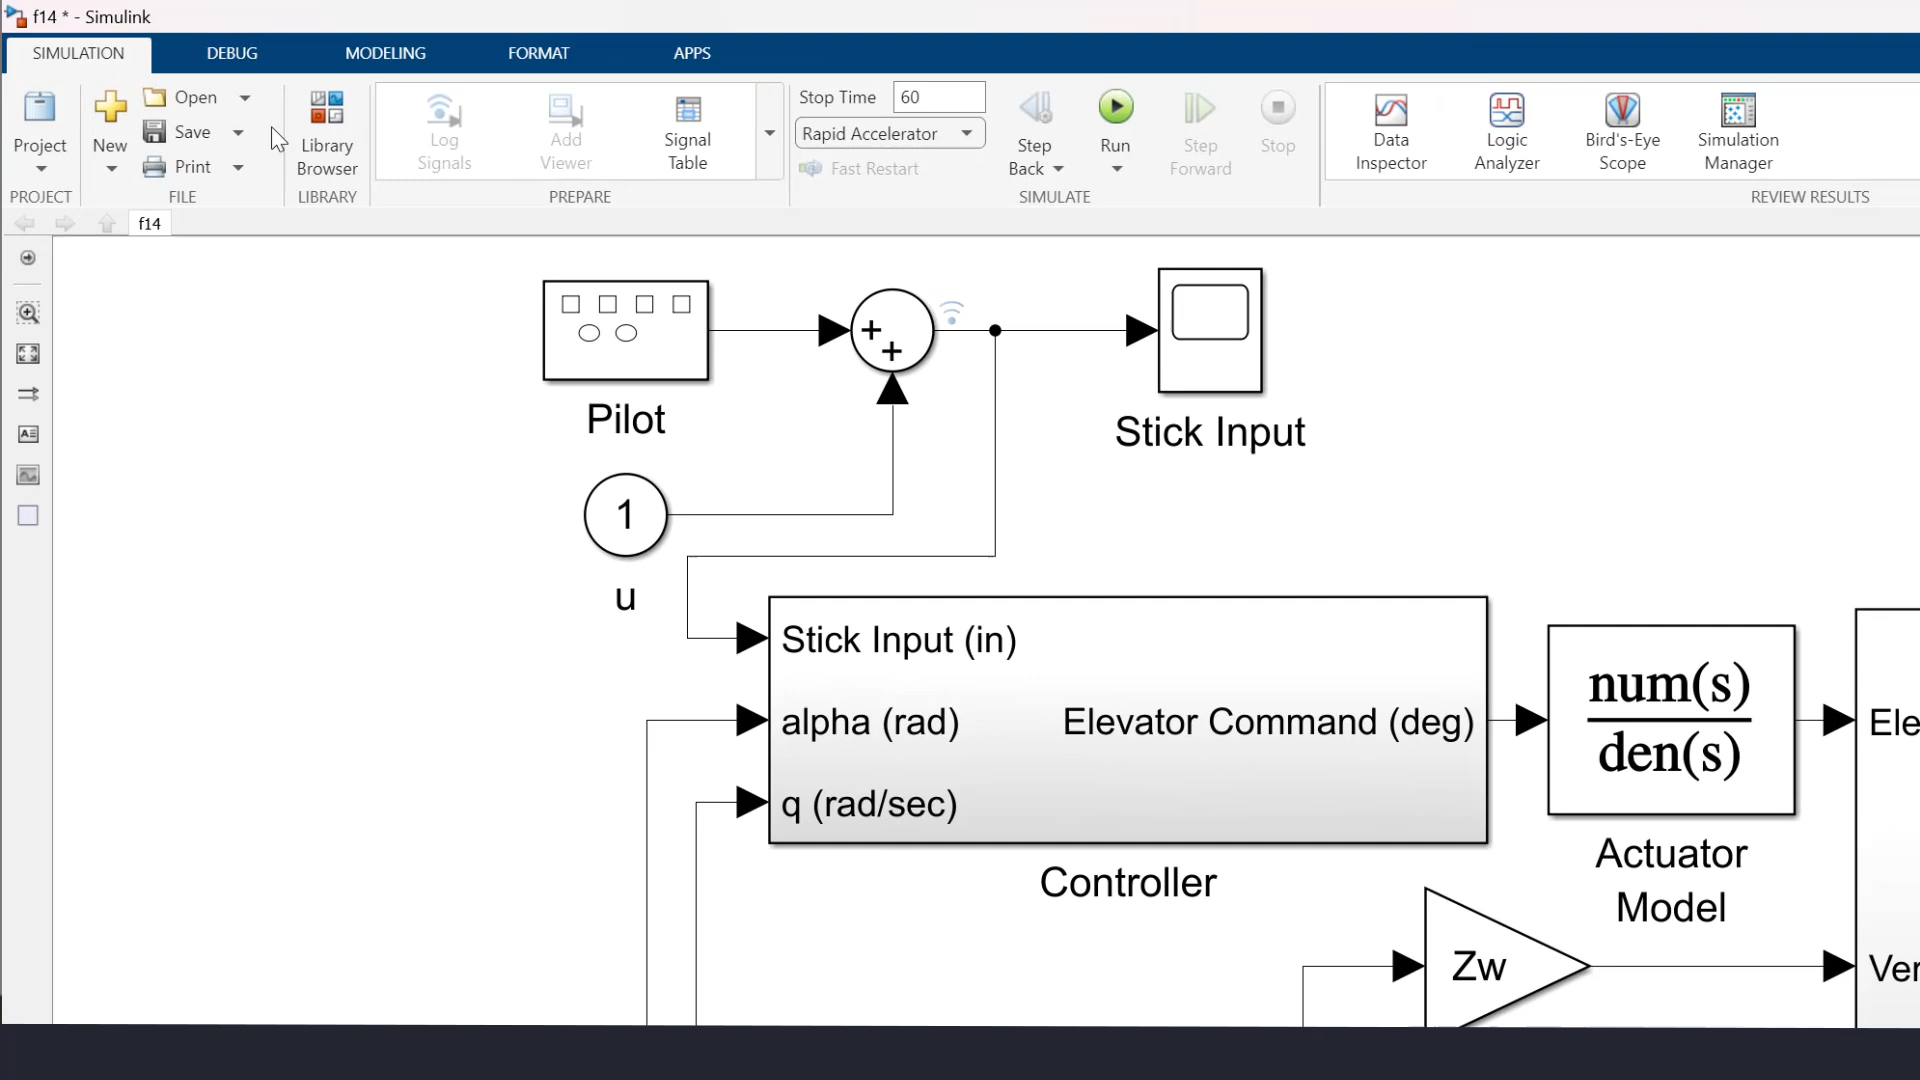 f14 * - Simulink
SIMULATION DEBUG MODELING FORMAT APPS
Project
New
Open
Save
Print
Library
Browser
Log
Signals
Add
Viewer
Signal
Table
Stop Time 60
Rapid Accelerator
Fast Restart
Step
Back
Run
Step
Forward
Stop
Data
Inspector
Logic
Analyzer
Bird's-Eye
Scope
Simulation
Manager
PROJECT FILE LIBRARY PREPARE SIMULATE REVIEW RESULTS
f14
Pilot
+
+
Stick Input
1
u
Stick Input (in)
alpha (rad)
q (rad/sec)
Elevator Command (deg)
Controller
num(s)
den(s)
Actuator
Model
Ele
Zw
Ver